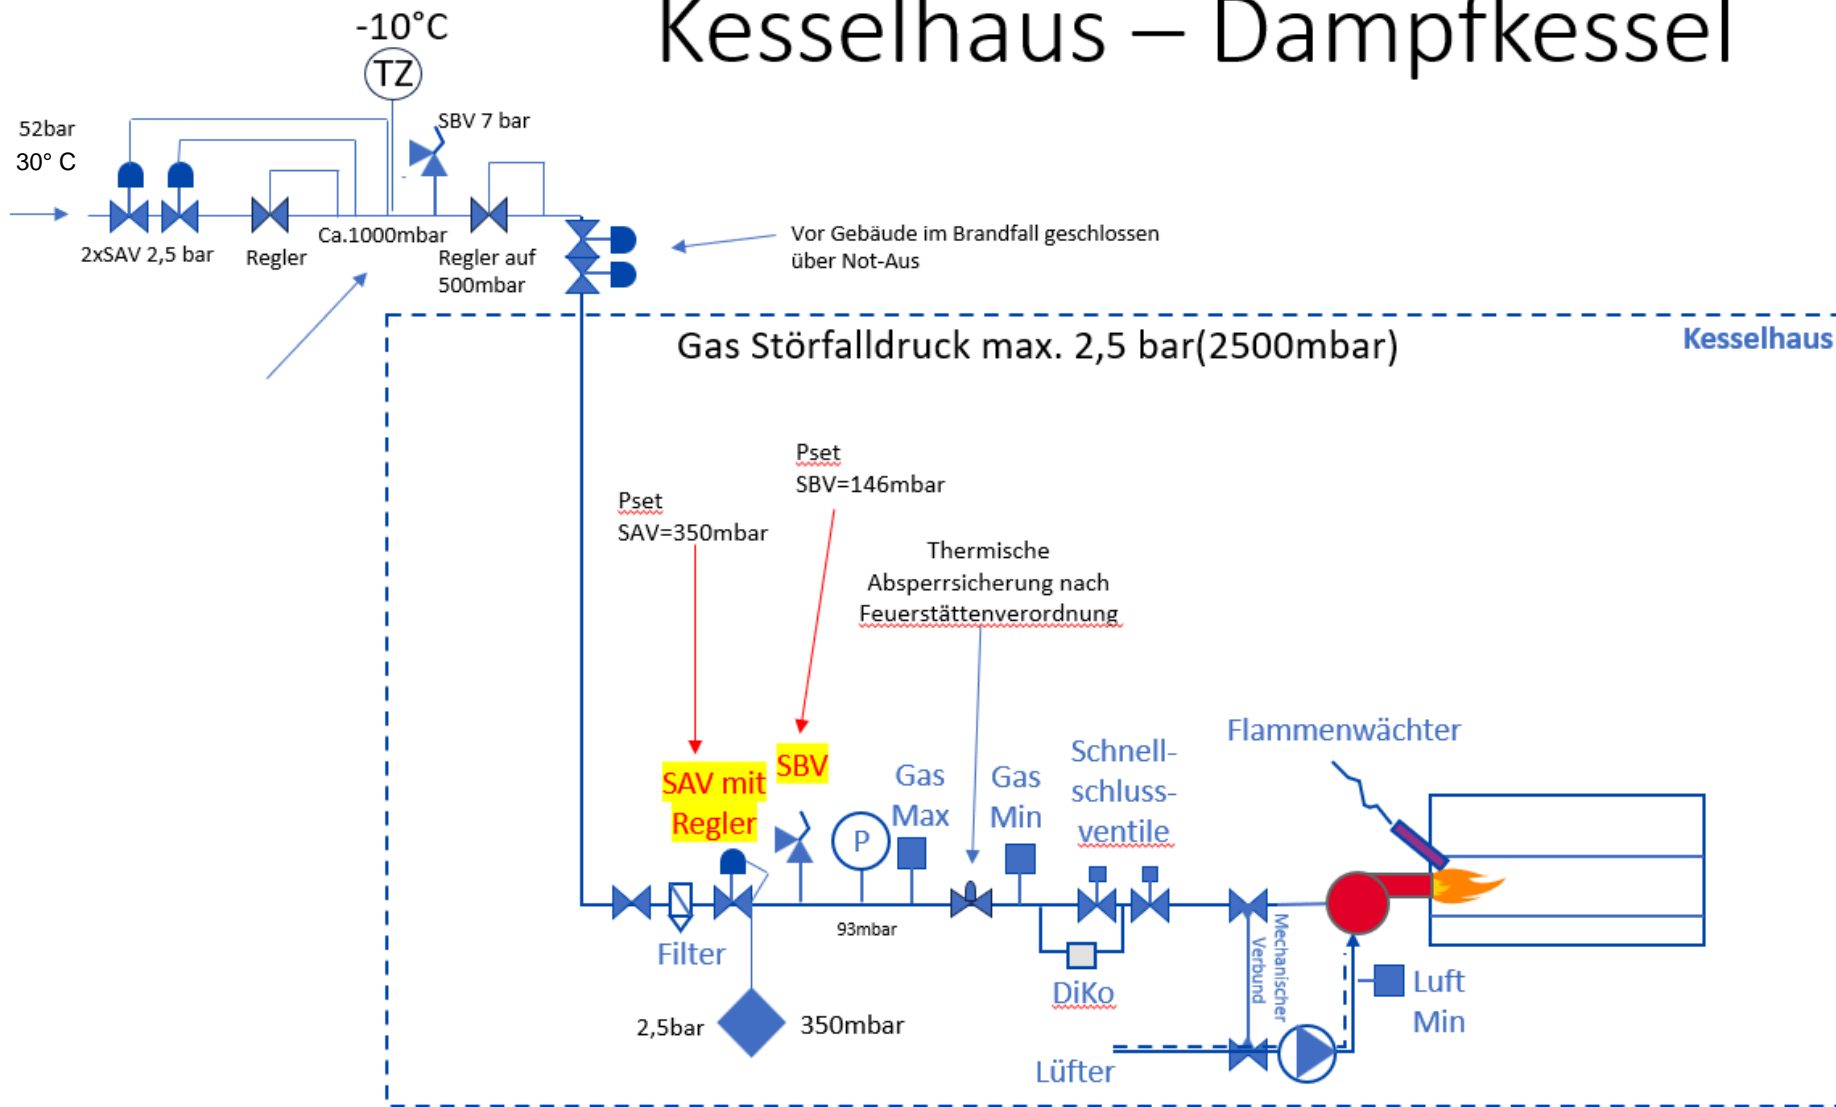 Kesselhaus – Dampfkessel
-10°C
TZ
52bar
30° C
SBV 7 bar
2xSAV 2,5 bar
Regler
Ca.1000mbar
Regler auf
500mbar
Vor Gebäude im Brandfall geschlossen
über Not-Aus
Gas Störfalldruck max. 2,5 bar(2500mbar)
Kesselhaus
Pset
SBV=146mbar
Pset
SAV=350mbar
Thermische
Absperrsicherung nach
Feuerstättenverordnung
Flammenwächter
SAV mit
Regler
SBV
Gas
Max
Gas
Min
Schnell-
schluss-
ventile
P
93mbar
Filter
DiKo
Mechanischer
Verbund
Luft
Min
2,5bar
350mbar
Lüfter